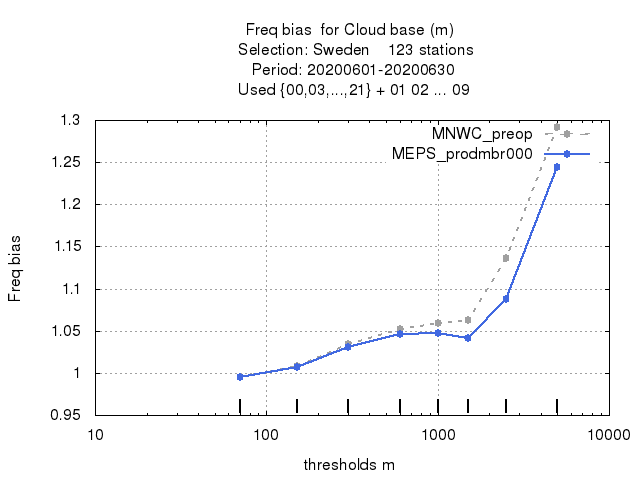 Freq bias  for Cloud base (m)
Selection: Sweden    123 stations
Period: 20200601-20200630
Used {00,03,...,21} + 01 02 ... 09
MNWC_preop
MEPS_prodmbr000
1.3
1.25
1.2
1.15
1.1
1.05
1
0.95
Freq bias
10
100
1000
10000
thresholds m